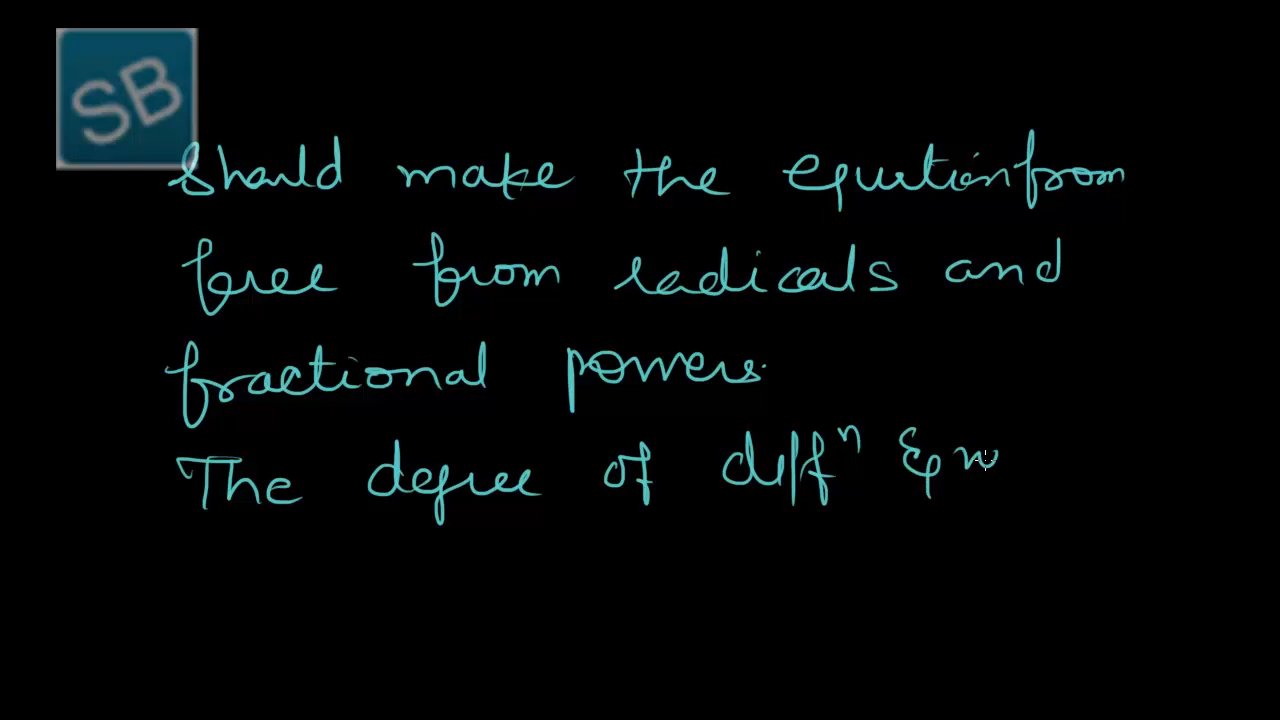 SB
should make the equation from
free from radicals and
fractional powers.
The degree of diffⁿ Eqn